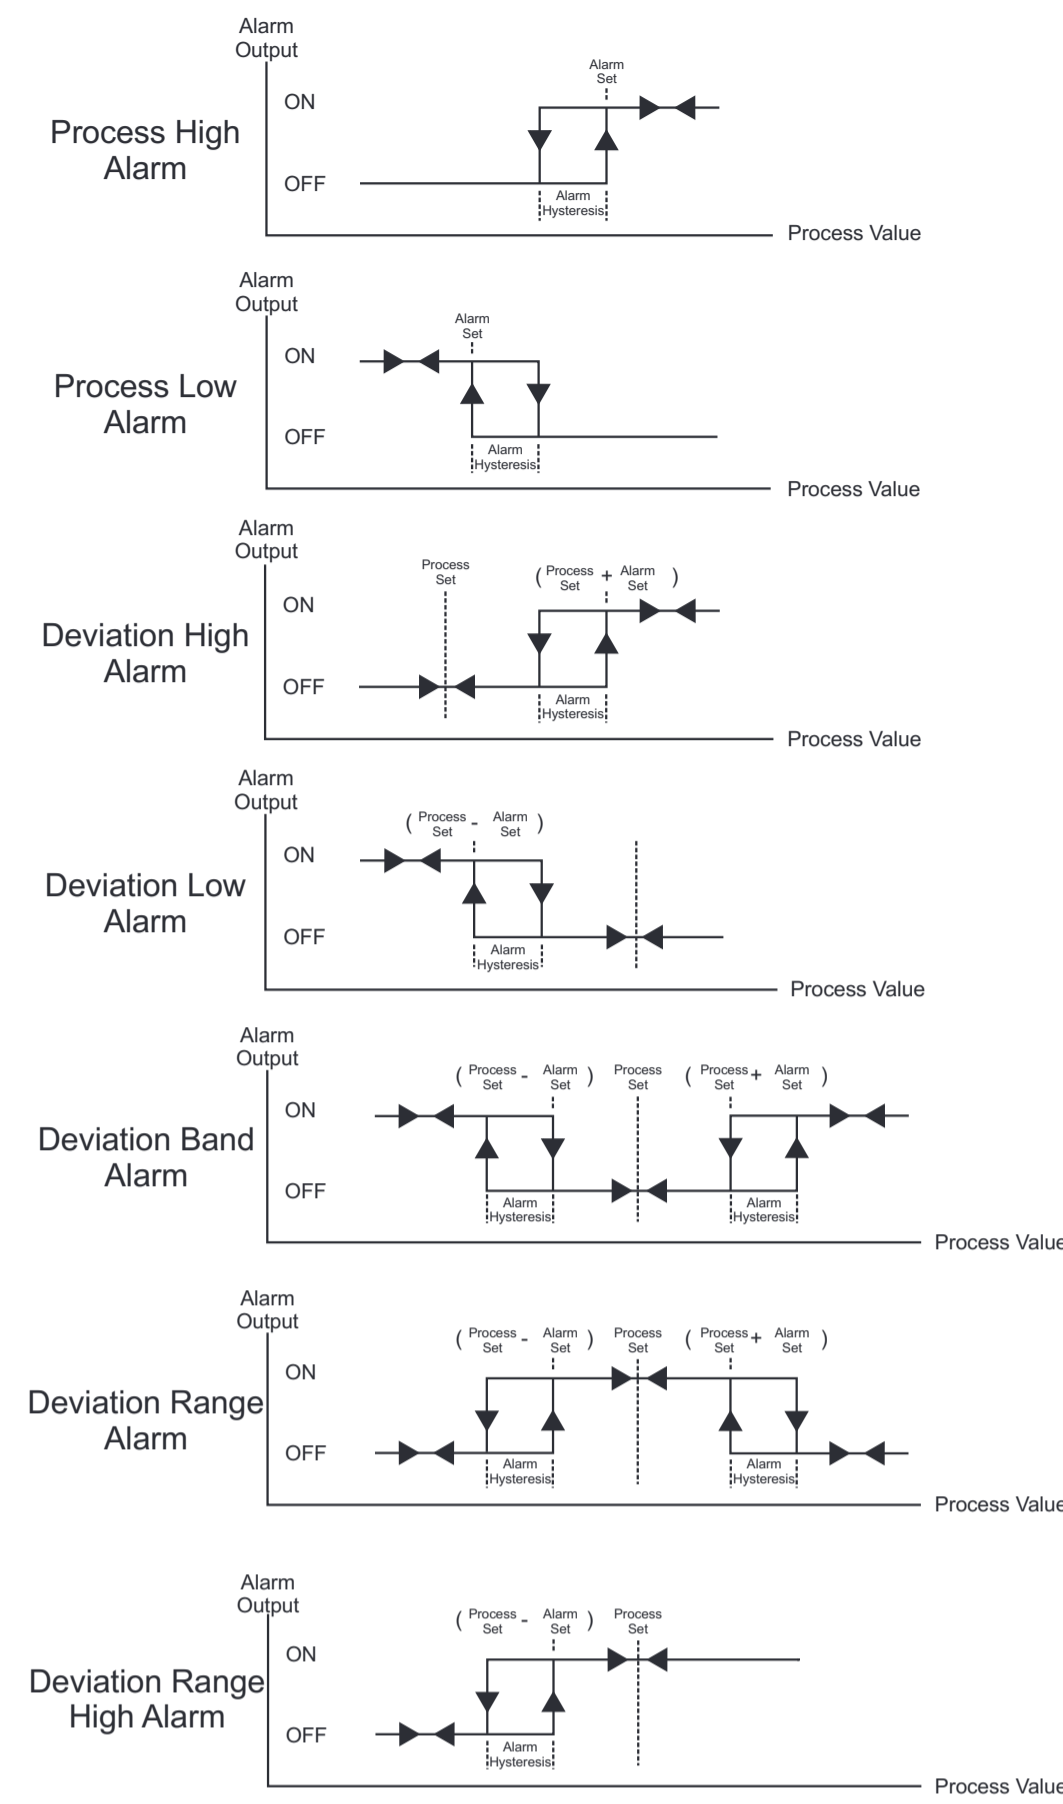 Alarm
Output
Alarm
Set
ON
Process High
Alarm
OFF
Alarm
Hysteresis
Process Value
Alarm
Output
Alarm
Set
ON
Process Low
Alarm
OFF
Alarm
Hysteresis
Process Value
Alarm
Output
Process
Set
( Process Set + Alarm Set )
ON
Deviation High
Alarm
OFF
Alarm
Hysteresis
Process Value
Alarm
Output
( Process Set - Alarm Set )
ON
Deviation Low
Alarm
OFF
Alarm
Hysteresis
Process Value
Alarm
Output
( Process Set - Alarm Set )
Process
Set
( Process Set + Alarm Set )
ON
Deviation Band
Alarm
OFF
Alarm
Hysteresis
Alarm
Hysteresis
Process Value
Alarm
Output
( Process Set - Alarm Set )
Process
Set
( Process Set + Alarm Set )
ON
Deviation Range
Alarm
OFF
Alarm
Hysteresis
Alarm
Hysteresis
Process Value
Alarm
Output
( Process Set - Alarm Set )
Process
Set
ON
Deviation Range
High Alarm
OFF
Alarm
Hysteresis
Process Value